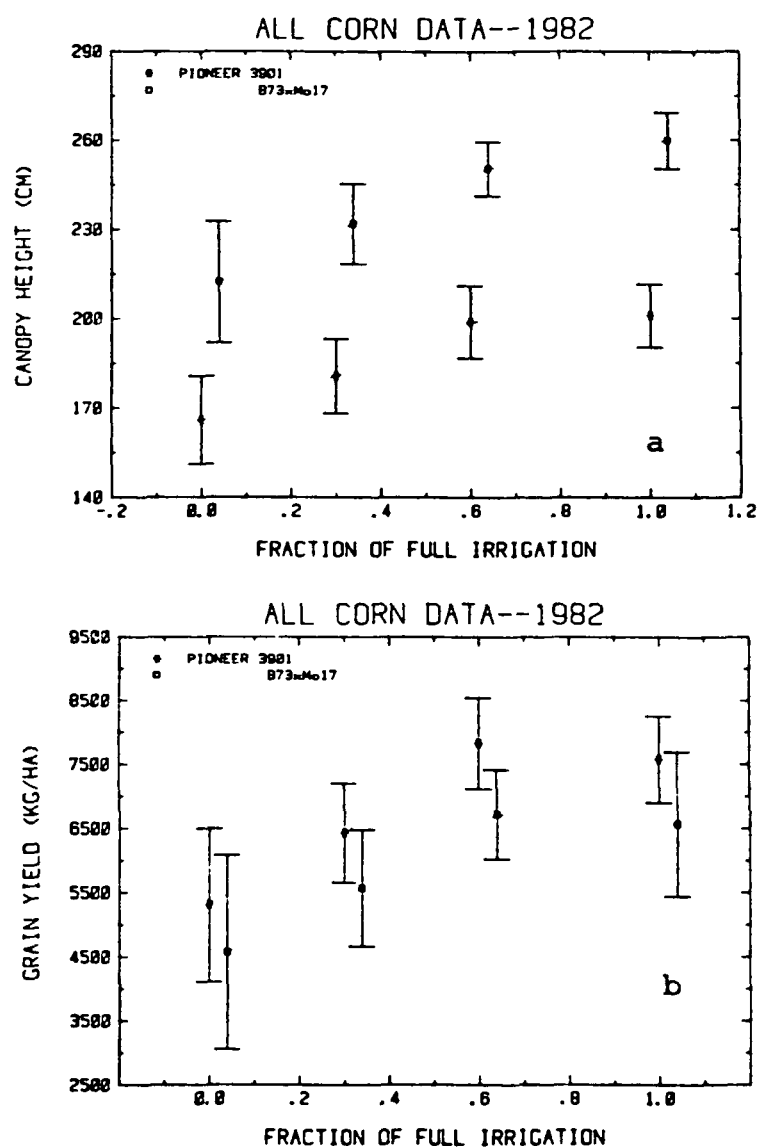 ALL CORN DATA--1982
290
PIONEER 3901
B73xMo17
260
230
200
170
140
CANOPY HEIGHT (CM)
a
-.2 0.0 .2 .4 .6 .8 1.0 1.2
FRACTION OF FULL IRRIGATION
ALL CORN DATA--1982
9500
PIONEER 3901
B73xMo17
8500
7500
6500
5500
4500
3500
2500
GRAIN YIELD (KG/HA)
b
0.0 .2 .4 .6 .8 1.0
FRACTION OF FULL IRRIGATION